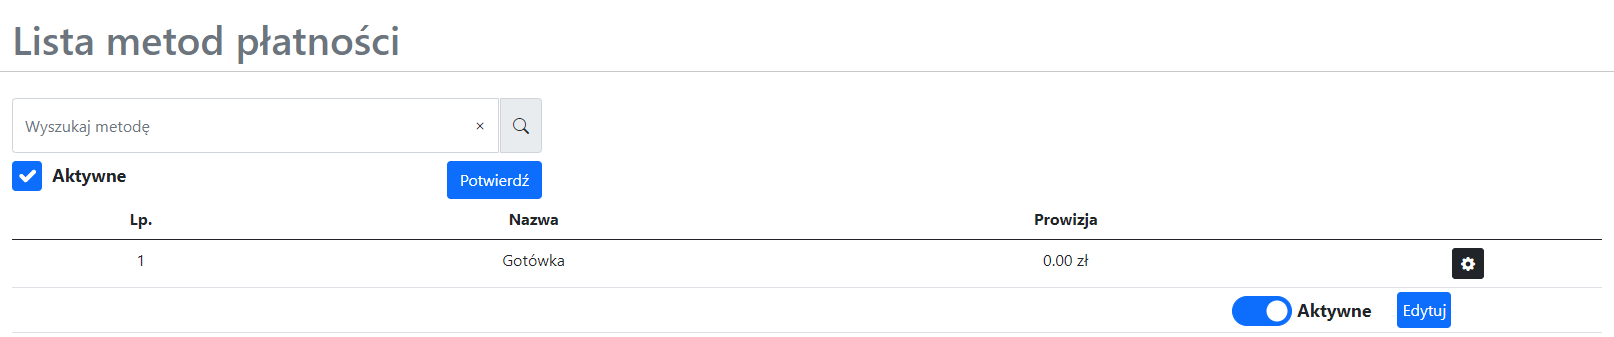 Lista metod płatności
Wyszukaj metodę ×
Aktywne Potwierdź
Lp. Nazwa Prowizja
1 Gotówka 0.00 zł
Aktywne Edytuj